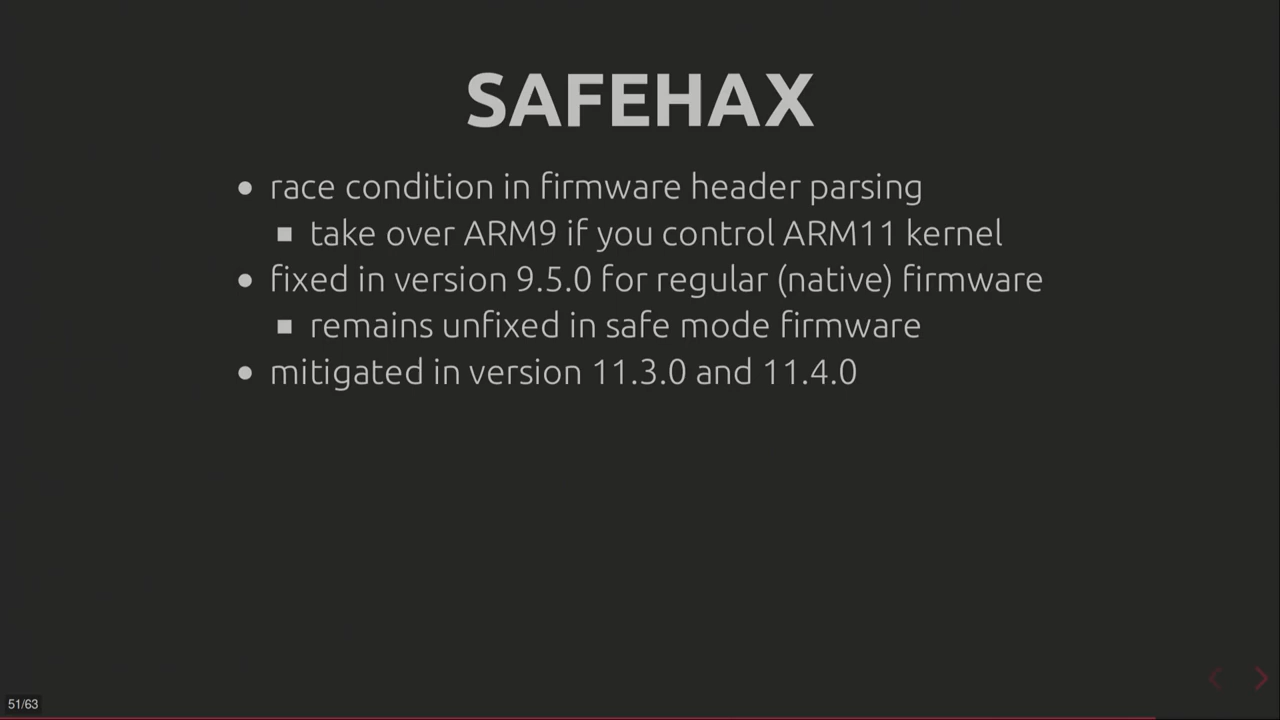 SAFEHAX
race condition in firmware header parsing
take over ARM9 if you control ARM11 kernel
fixed in version 9.5.0 for regular (native) firmware
remains unfixed in safe mode firmware
mitigated in version 11.3.0 and 11.4.0
51/63